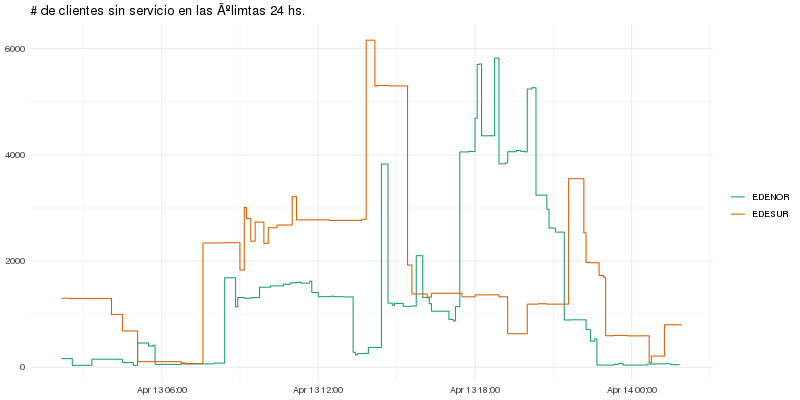 # de clientes sin servicio en las Ãºlimtas 24 hs.
6000
4000
2000
0
Apr 13 06:00
Apr 13 12:00
Apr 13 18:00
Apr 14 00:00
EDENOR
EDESUR